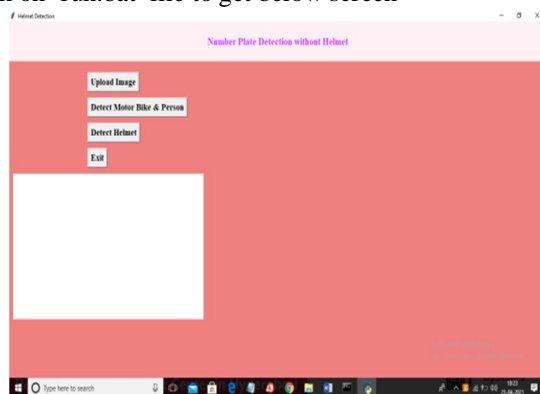 Helmet Detection
Number Plate Detection without Helmet
Upload Image
Detect Motor Bike & Person
Detect Helmet
Exit
Type here to search